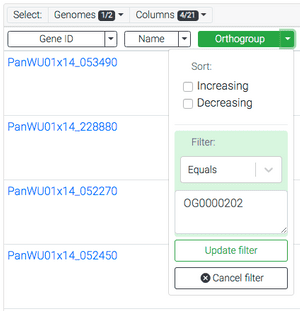 Select: Genomes 1/2 Columns 4/21
Gene ID Name Orthogroup
PanWU01x14_053490
Sort:
Increasing
Decreasing
PanWU01x14_228880
Filter:
Equals
PanWU01x14_052270
OG0000202
Update filter
PanWU01x14_052450
Cancel filter